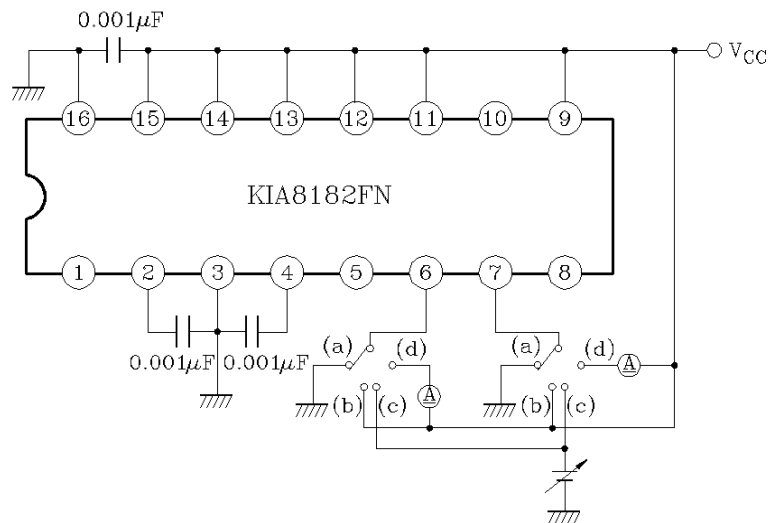 0.001μF
V_CC
16 15 14 13 12 11 10 9
KIA8182FN
1 2 3 4 5 6 7 8
0.001μF 0.001μF
(a) (d) (a) (d)
A
A
(b) (c) (b) (c)